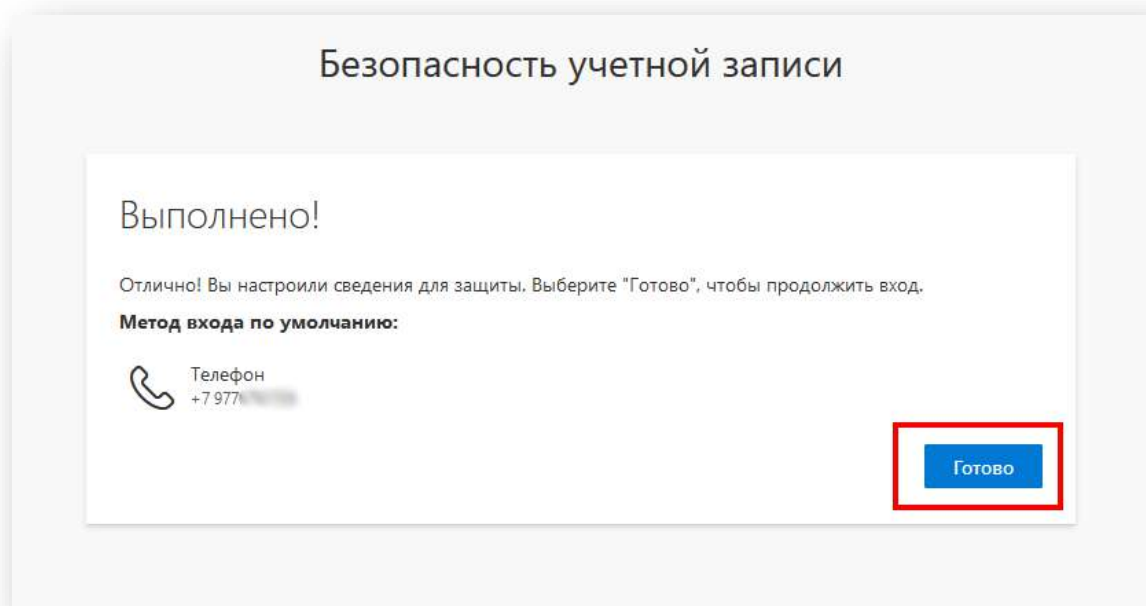 Безопасность учетной записи
Выполнено!
Отлично! Вы настроили сведения для защиты. Выберите "Готово", чтобы продолжить вход.
Метод входа по умолчанию:
Телефон
+7 977
Готово